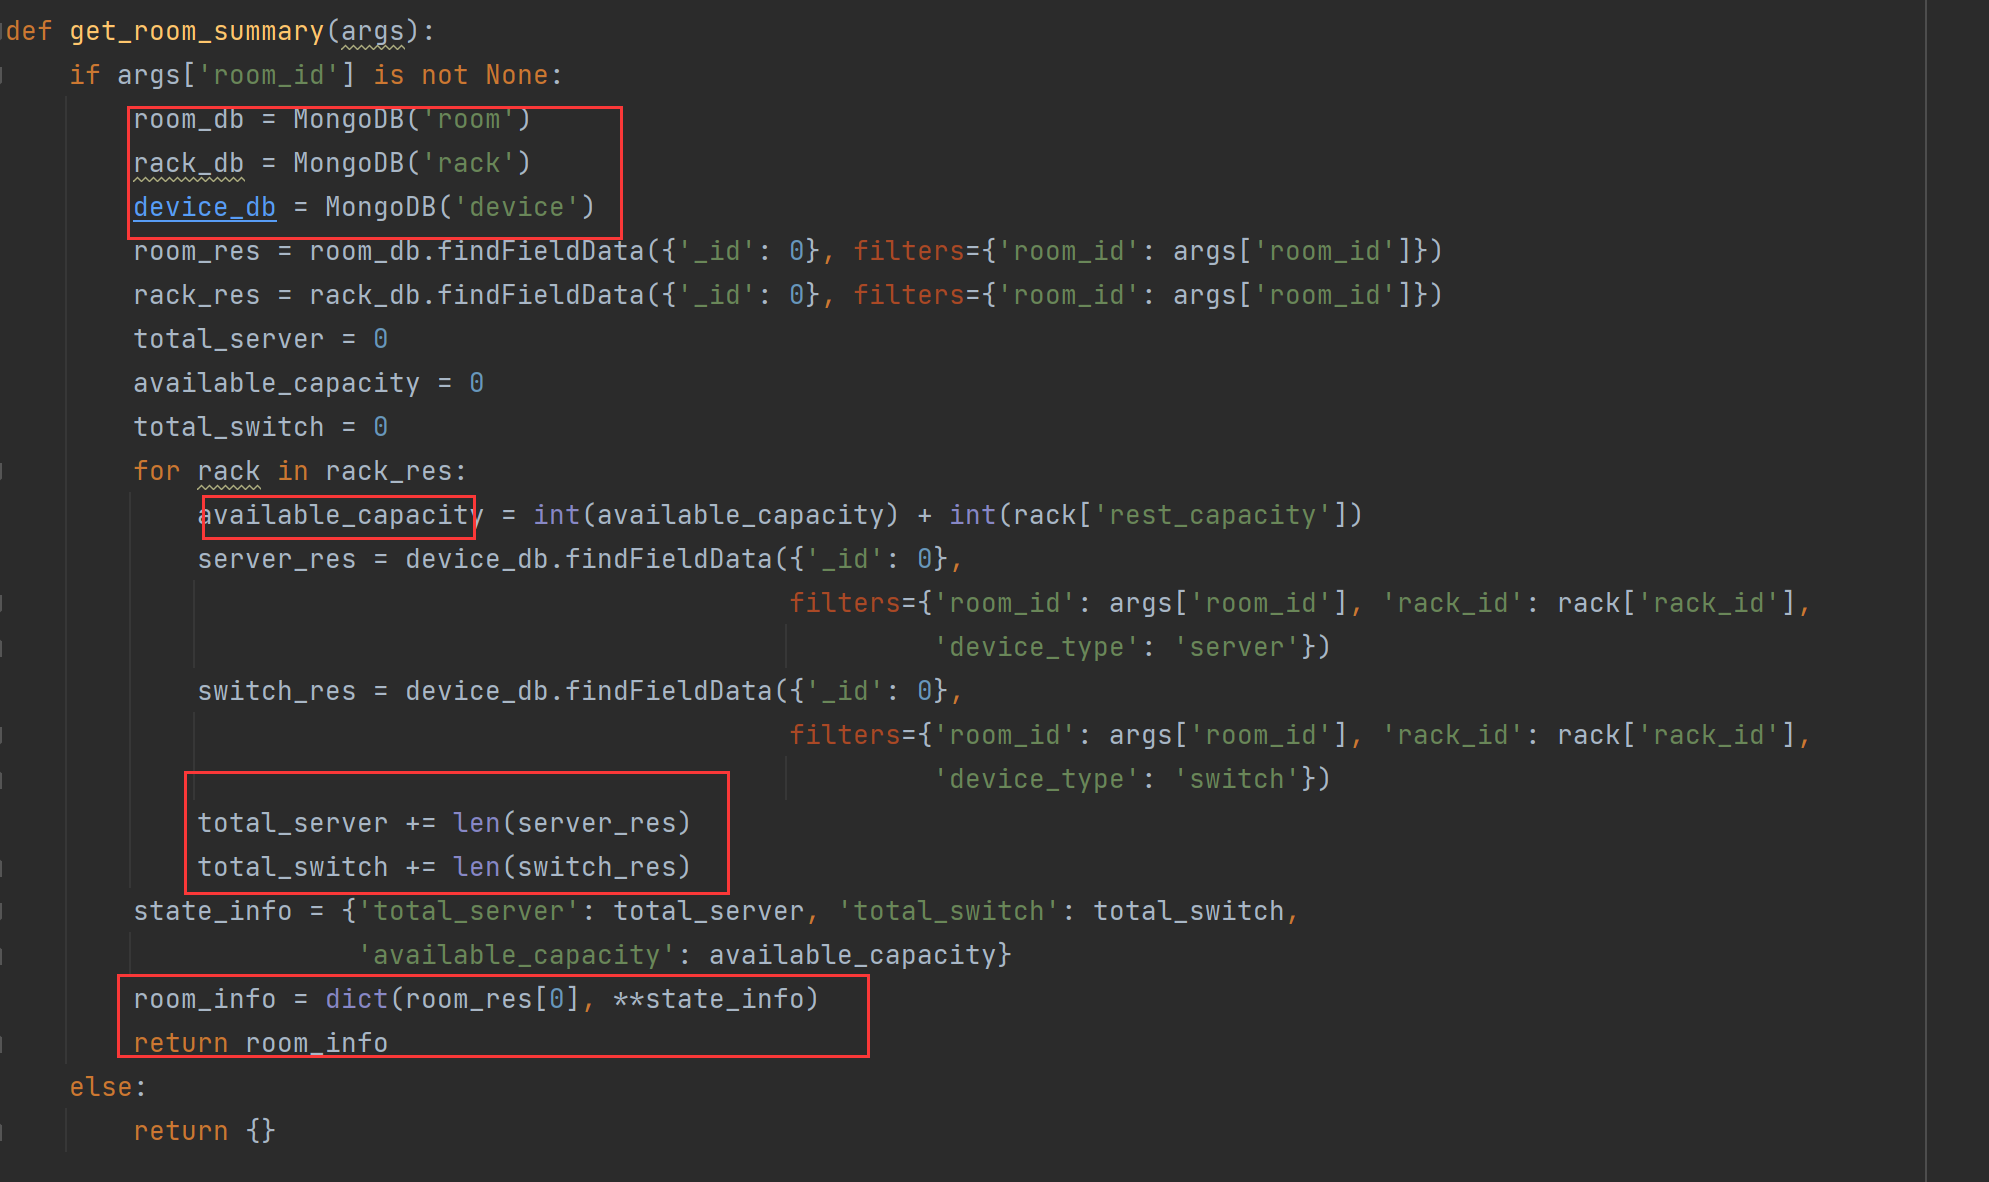 def get_room_summary(args):
    if args['room_id'] is not None:
        room_db = MongoDB('room')
        rack_db = MongoDB('rack')
        device_db = MongoDB('device')
        room_res = room_db.findFieldData({'_id': 0}, filters={'room_id': args['room_id']})
        rack_res = rack_db.findFieldData({'_id': 0}, filters={'room_id': args['room_id']})
        total_server = 0
        available_capacity = 0
        total_switch = 0
        for rack in rack_res:
            available_capacity = int(available_capacity) + int(rack['rest_capacity'])
            server_res = device_db.findFieldData({'_id': 0},
                                                 filters={'room_id': args['room_id'], 'rack_id': rack['rack_id'],
                                                          'device_type': 'server'})
            switch_res = device_db.findFieldData({'_id': 0},
                                                 filters={'room_id': args['room_id'], 'rack_id': rack['rack_id'],
                                                          'device_type': 'switch'})
            total_server += len(server_res)
            total_switch += len(switch_res)
        state_info = {'total_server': total_server, 'total_switch': total_switch,
                      'available_capacity': available_capacity}
        room_info = dict(room_res[0], **state_info)
        return room_info
    else:
        return {}